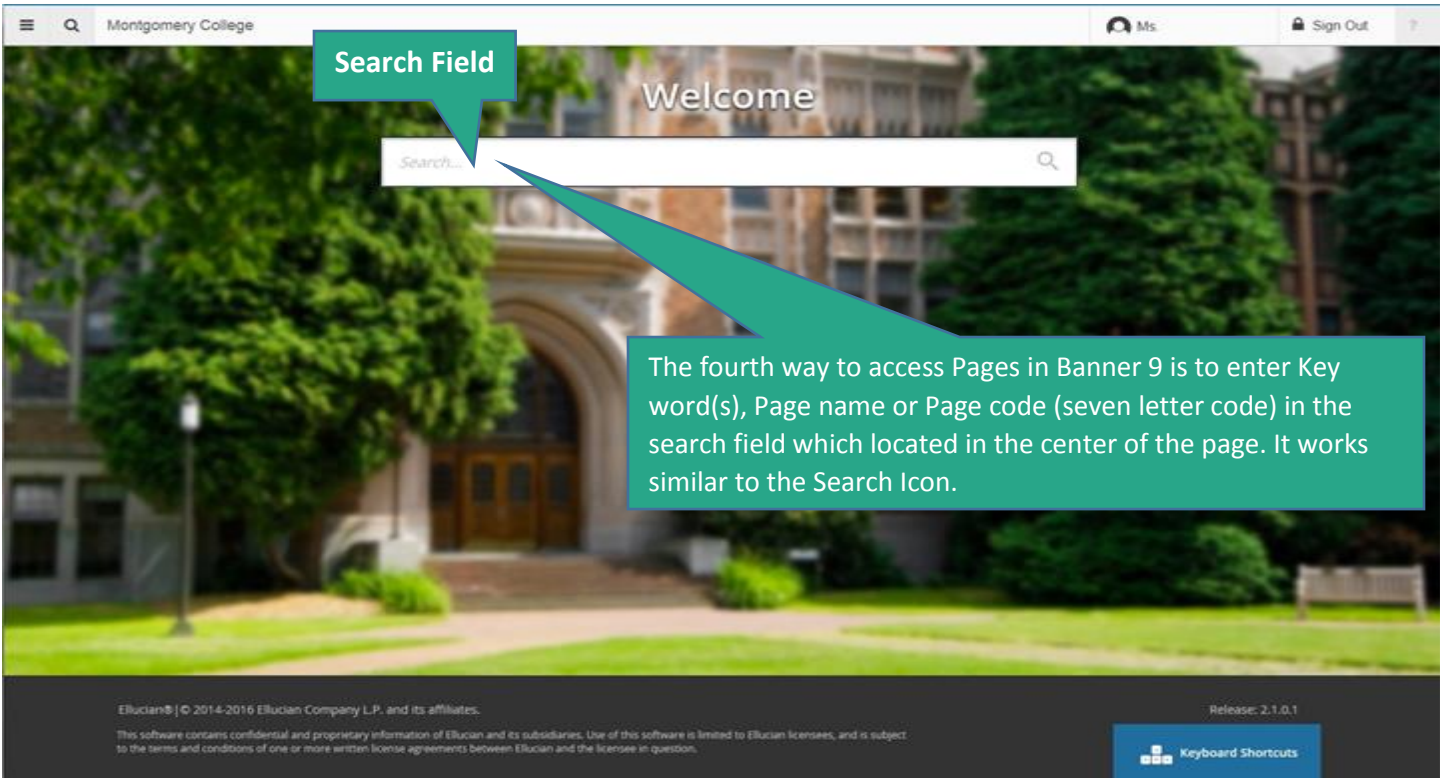 Montgomery College
Ms.
Sign Out
?
Search Field
Welcome
Search...
The fourth way to access Pages in Banner 9 is to enter Key
word(s), Page name or Page code (seven letter code) in the
search field which located in the center of the page. It works
similar to the Search Icon.
Ellucian®|© 2014-2016 Ellucian Company L.P. and its affiliates.
Release: 2.1.0.1
This software contains confidential and proprietary information of Ellucian and its subsidiaries. Use of this software is limited to Ellucian licensees, and is subject
to the terms and conditions of one or more written license agreements between Ellucian and the licensee in question.
Keyboard Shortcuts